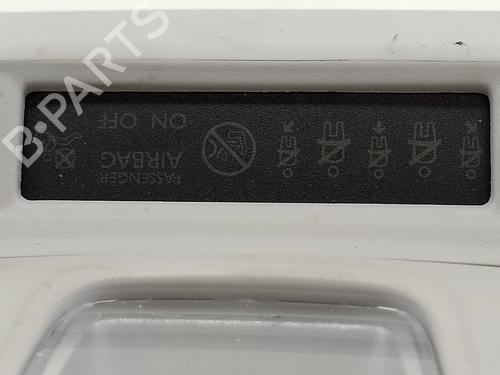 B-PARTS
PASSENGER
AIRBAG
ON OFF